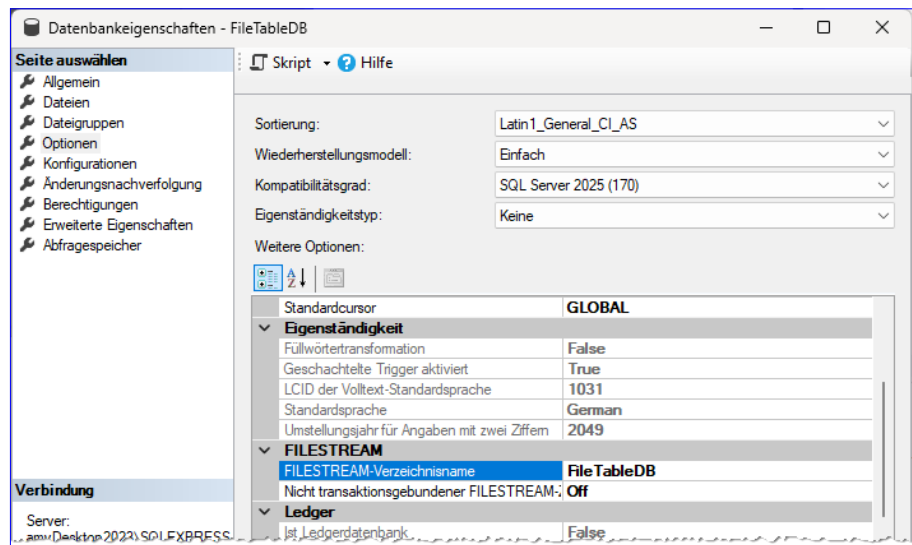 Datenbankeigenschaften - FileTableDB
Seite auswählen
Allgemein
Dateien
Dateigruppen
Optionen
Konfigurationen
Änderungsnachverfolgung
Berechtigungen
Erweiterte Eigenschaften
Abfragespeicher
Verbindung
Server:
Skript Hilfe
Sortierung: Latin1_General_CI_AS
Wiederherstellungsmodell: Einfach
Kompatibilitätsgrad: SQL Server 2025 (170)
Eigenständigkeitstyp: Keine
Weitere Optionen:
Standardcursor GLOBAL
Eigenständigkeit
Füllwörtertransformation False
Geschachtelte Trigger aktiviert True
LCID der Volltext-Standardsprache 1031
Standardsprache German
Umstellungsjahr für Angaben mit zwei Ziffern 2049
FILESTREAM
FILESTREAM-Verzeichnisname FileTableDB
Nicht transaktionsgebundener FILESTREAM- Off
Ledger
Ist Ledgerdatenbank False